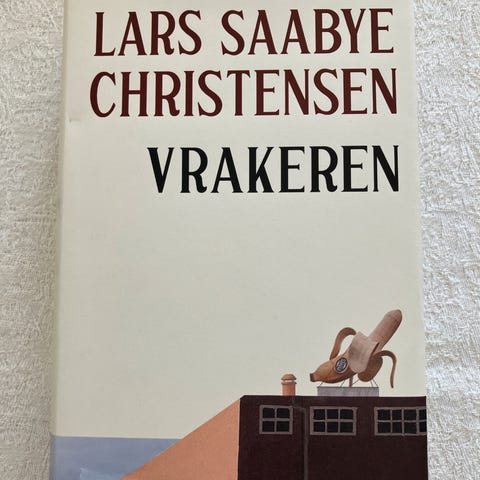 LARS SAABYE
CHRISTENSEN
VRAKEREN